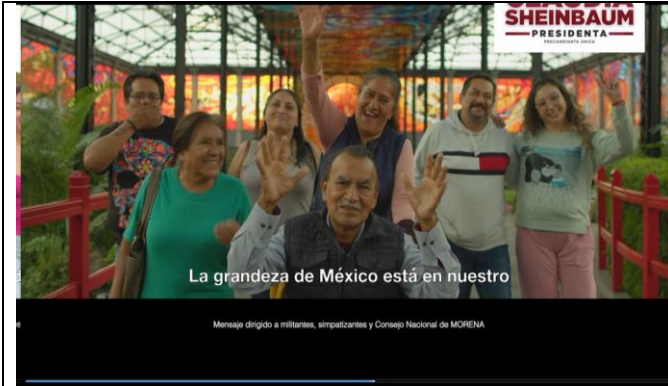 CLAUDIA
SHEINBAUM
PRESIDENTA
PRECANDIDATA ÚNICA
La grandeza de México está en nuestro
Mensaje dirigido a militantes, simpatizantes y Consejo Nacional de MORENA